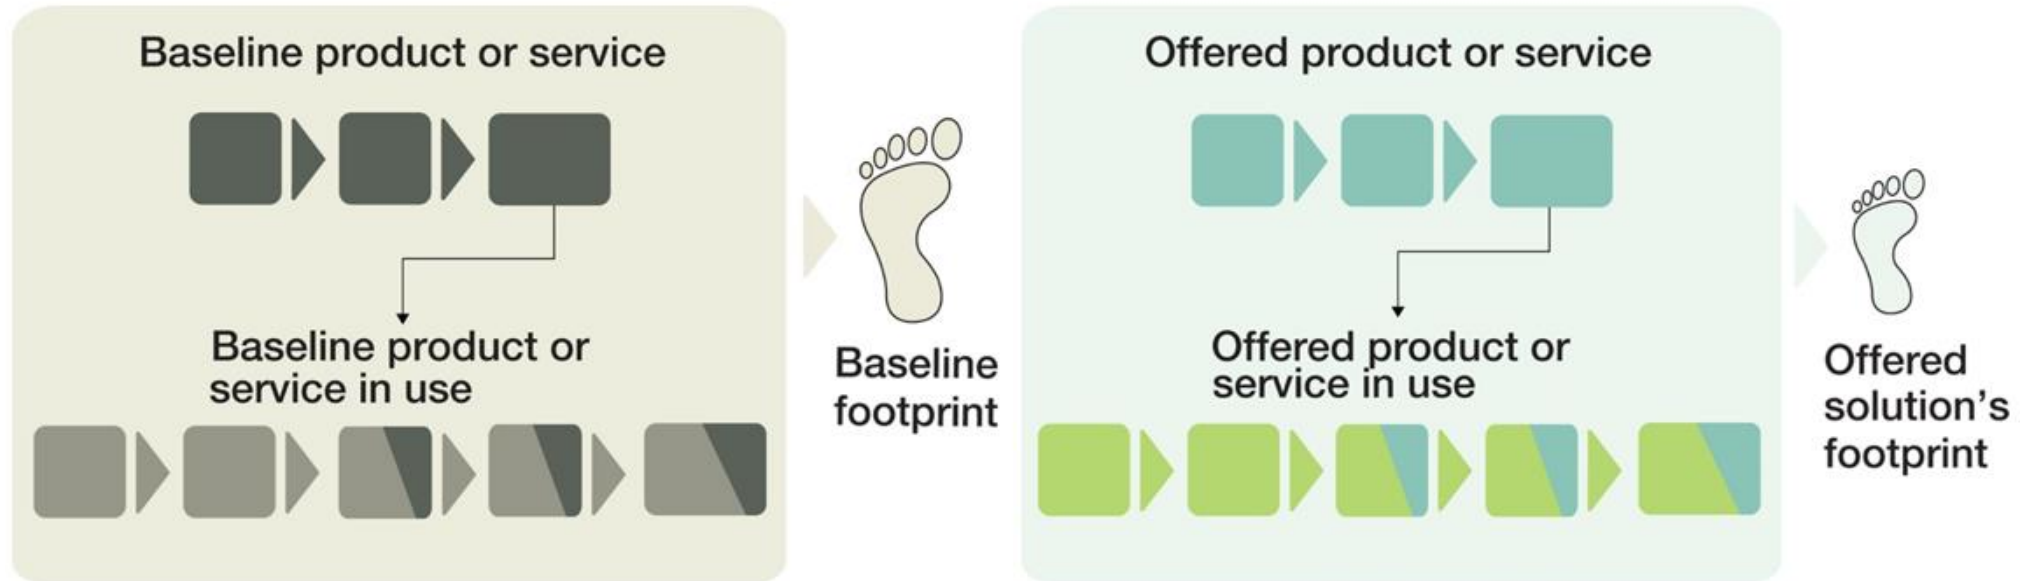 Baseline product or service
Baseline product or
service in use
Baseline
footprint
Offered product or service
Offered product or
service in use
Offered
solution's
footprint